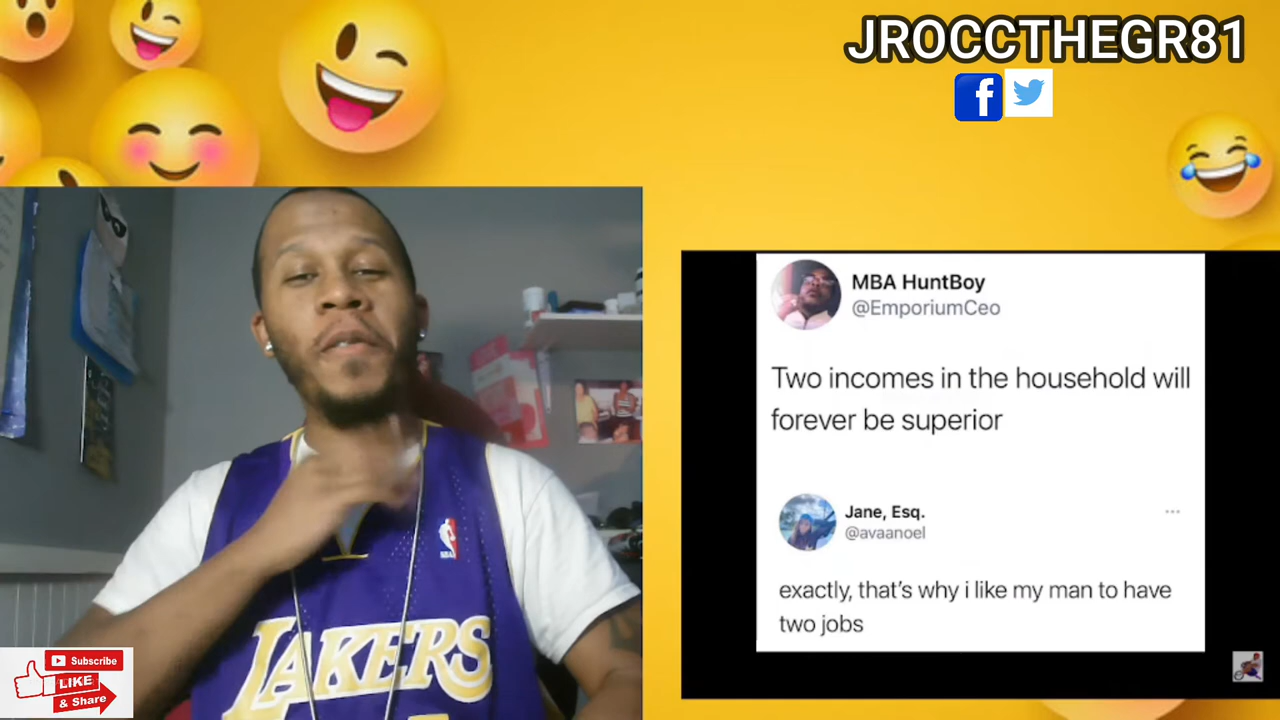 JROCCTHEGR81
f
MBA HuntBoy
@EmporiumCeo
Two incomes in the household will
forever be superior
Jane, Esq.
@avaanoel
exactly, that's why i like my man to have
two jobs
NBA
LAKERS
Subscribe
LIKE
& Share